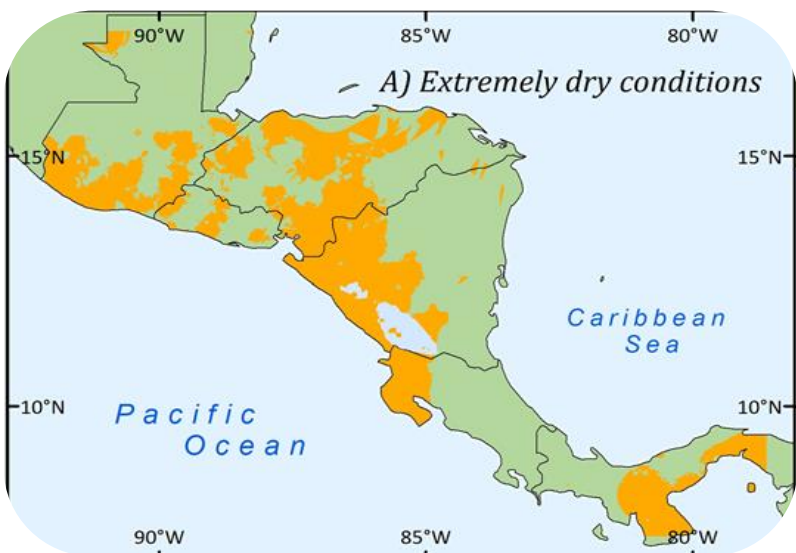 90°W 85°W 80°W
A) Extremely dry conditions
15°N 15°N
Caribbean
Sea
10°N 10°N
Pacific
Ocean
90°W 85°W 80°W